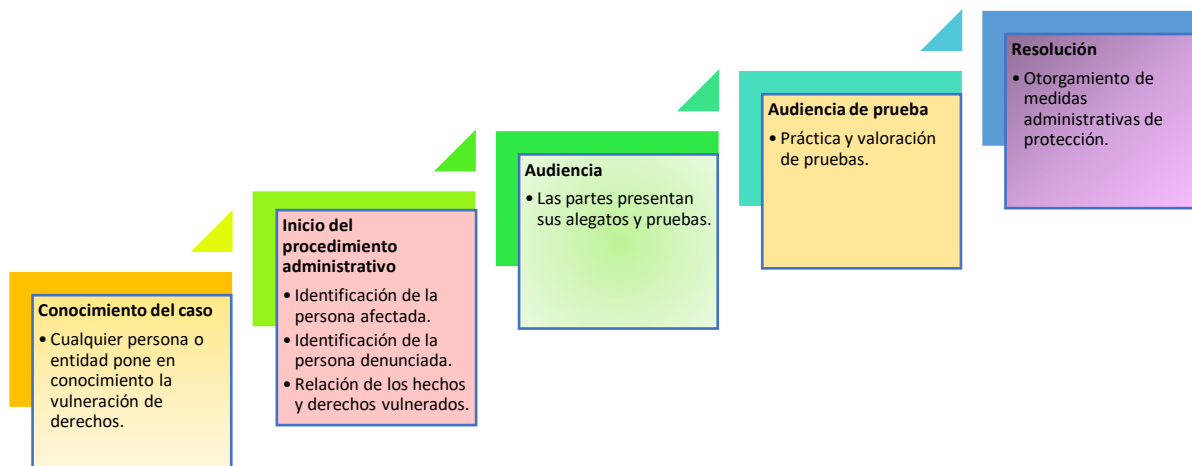 Conocimiento del caso
• Cualquier persona o
entidad pone en
conocimiento la
vulneración de
derechos.
Inicio del
procedimiento
administrativo
• Identificación de la
persona afectada.
• Identificación de la
persona denunciada.
• Relación de los hechos
y derechos vulnerados.
Audiencia
• Las partes presentan
sus alegatos y pruebas.
Audiencia de prueba
• Práctica y valoración
de pruebas.
Resolución
• Otorgamiento de
medidas
administrativas de
protección.